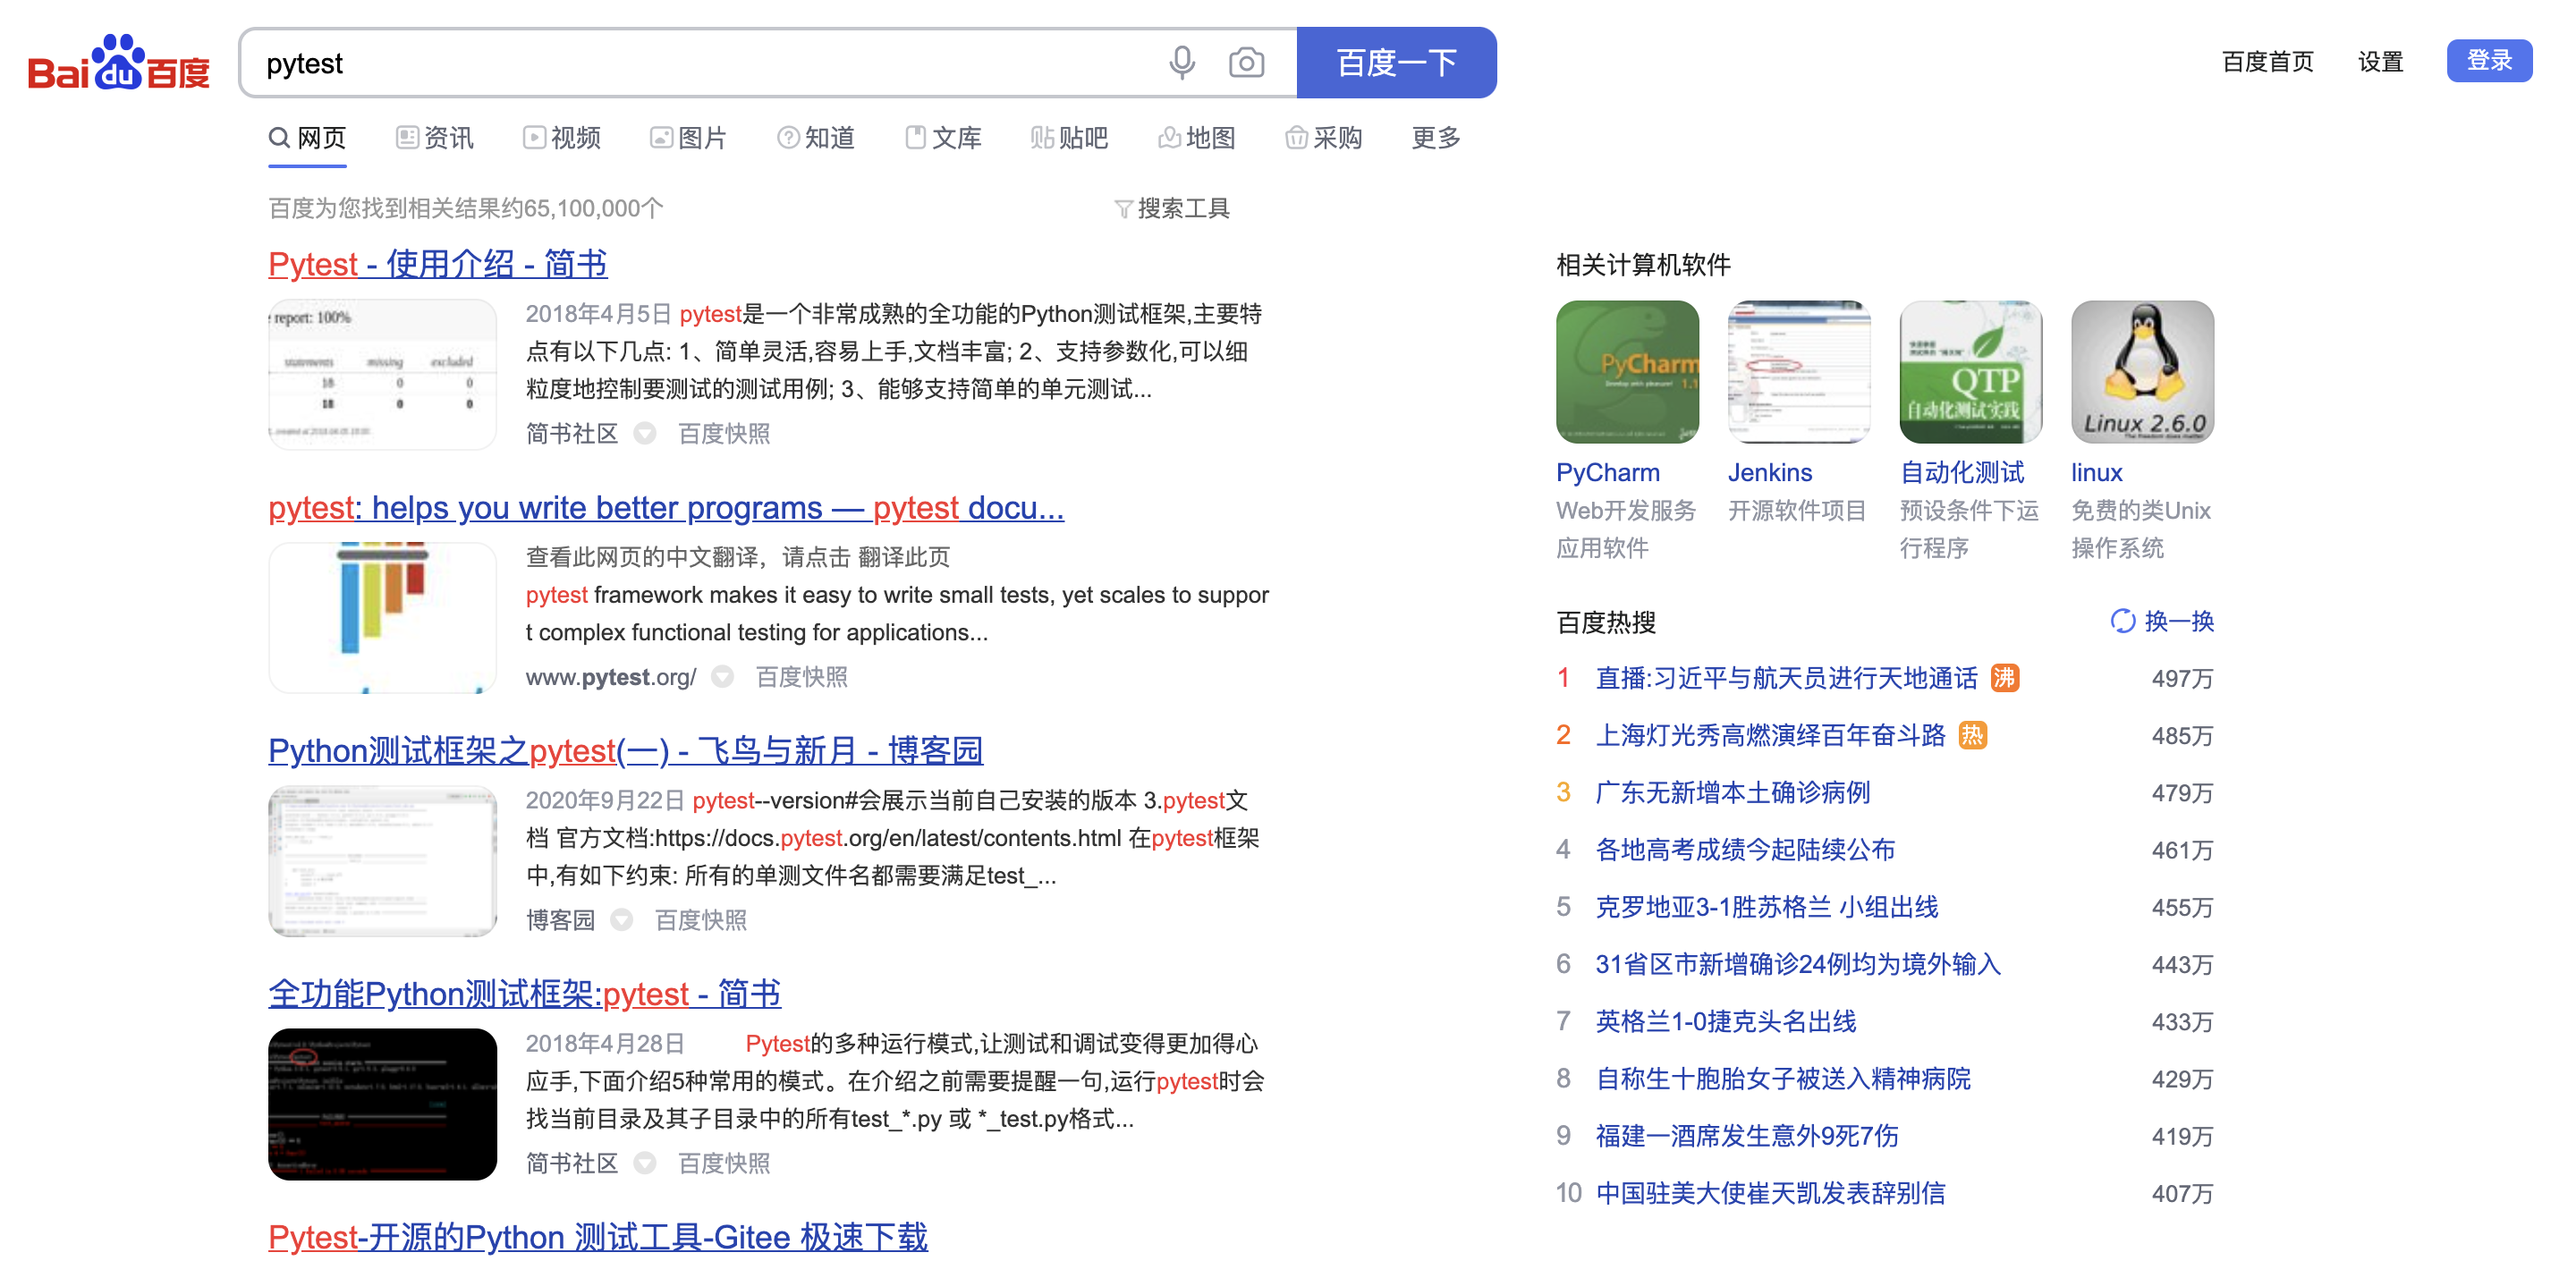 Bai du 百度
pytest
百度一下
百度首页 设置 登录
网页 资讯 视频 图片 知道 文库 贴吧 地图 采购 更多
百度为您找到相关结果约65,100,000个 搜索工具
Pytest - 使用介绍 - 简书
report: 100%
statements missing excluded
18 0 0
18 0 0
2018年4月5日 pytest是一个非常成熟的全功能的Python测试框架,主要特
点有以下几点: 1、简单灵活,容易上手,文档丰富; 2、支持参数化,可以细
粒度地控制要测试的测试用例; 3、能够支持简单的单元测试...
简书社区 百度快照
pytest: helps you write better programs — pytest docu...
查看此网页的中文翻译，请点击 翻译此页
pytest framework makes it easy to write small tests, yet scales to suppor
t complex functional testing for applications...
www.pytest.org/ 百度快照
Python测试框架之pytest(一) - 飞鸟与新月 - 博客园
2020年9月22日 pytest--version#会展示当前自己安装的版本 3.pytest文
档 官方文档:https://docs.pytest.org/en/latest/contents.html 在pytest框架
中,有如下约束: 所有的单测文件名都需要满足test_...
博客园 百度快照
全功能Python测试框架:pytest - 简书
2018年4月28日 Pytest的多种运行模式,让测试和调试变得更加得心
应手,下面介绍5种常用的模式。在介绍之前需要提醒一句,运行pytest时会
找当前目录及其子目录中的所有test_*.py 或 *_test.py格式...
简书社区 百度快照
Pytest-开源的Python 测试工具-Gitee 极速下载
相关计算机软件
PyCharm
QTP
自动化测试实践
Linux 2.6.0
PyCharm Jenkins 自动化测试 linux
Web开发服务 开源软件项目 预设条件下运 免费的类Unix
应用软件 行程序 操作系统
百度热搜 换一换
1 直播:习近平与航天员进行天地通话 沸 497万
2 上海灯光秀高燃演绎百年奋斗路 热 485万
3 广东无新增本土确诊病例 479万
4 各地高考成绩今起陆续公布 461万
5 克罗地亚3-1胜苏格兰 小组出线 455万
6 31省区市新增确诊24例均为境外输入 443万
7 英格兰1-0捷克头名出线 433万
8 自称生十胞胎女子被送入精神病院 429万
9 福建一酒席发生意外9死7伤 419万
10 中国驻美大使崔天凯发表辞别信 407万